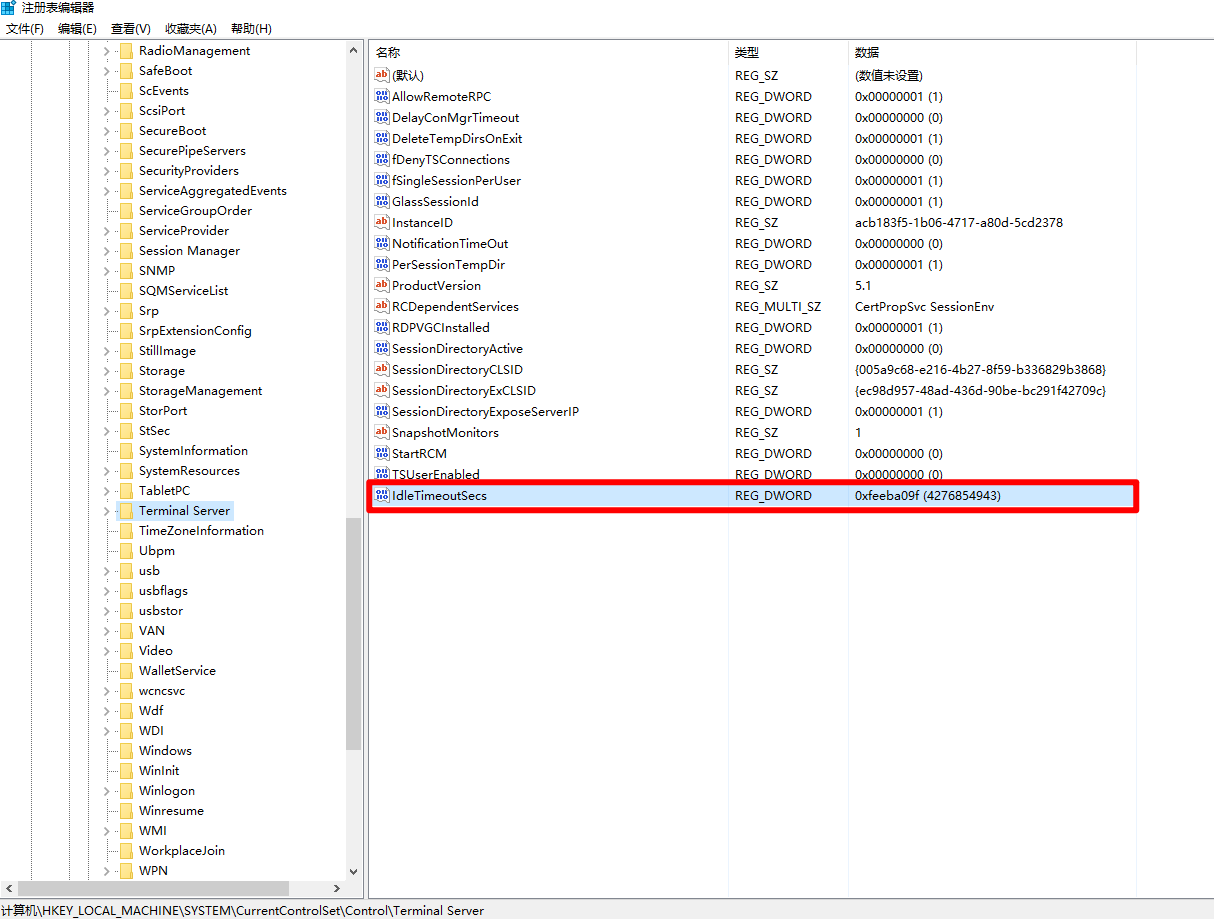 注册表编辑器
文件(F) 编辑(E) 查看(V) 收藏夹(A) 帮助(H)
RadioManagement
SafeBoot
ScEvents
ScsiPort
SecureBoot
SecurePipeServers
SecurityProviders
ServiceAggregatedEvents
ServiceGroupOrder
ServiceProvider
Session Manager
SNMP
SQMServiceList
Srp
SrpExtensionConfig
StillImage
Storage
StorageManagement
StorPort
StSec
SystemInformation
SystemResources
TabletPC
Terminal Server
TimeZoneInformation
Ubpm
usb
usbflags
usbstor
VAN
Video
WalletService
wcncsvc
Wdf
WDI
Windows
WinInit
Winlogon
Winresume
WMI
WorkplaceJoin
WPN
名称 类型 数据
(默认) REG_SZ (数值未设置)
AllowRemoteRPC REG_DWORD 0x00000001 (1)
DelayConMgrTimeout REG_DWORD 0x00000000 (0)
DeleteTempDirsOnExit REG_DWORD 0x00000001 (1)
fDenyTSConnections REG_DWORD 0x00000000 (0)
fSingleSessionPerUser REG_DWORD 0x00000001 (1)
GlassSessionId REG_DWORD 0x00000001 (1)
InstanceID REG_SZ acb183f5-1b06-4717-a80d-5cd2378
NotificationTimeOut REG_DWORD 0x00000000 (0)
PerSessionTempDir REG_DWORD 0x00000001 (1)
ProductVersion REG_SZ 5.1
RCDependentServices REG_MULTI_SZ CertPropSvc SessionEnv
RDPVGCInstalled REG_DWORD 0x00000001 (1)
SessionDirectoryActive REG_DWORD 0x00000000 (0)
SessionDirectoryCLSID REG_SZ {005a9c68-e216-4b27-8f59-b336829b3868}
SessionDirectoryExCLSID REG_SZ {ec98d957-48ad-436d-90be-bc291f42709c}
SessionDirectoryExposeServerIP REG_DWORD 0x00000001 (1)
SnapshotMonitors REG_SZ 1
StartRCM REG_DWORD 0x00000000 (0)
TSUserEnabled REG_DWORD 0x00000000 (0)
IdleTimeoutSecs REG_DWORD 0xfeeba09f (4276854943)
计算机\HKEY_LOCAL_MACHINE\SYSTEM\CurrentControlSet\Control\Terminal Server